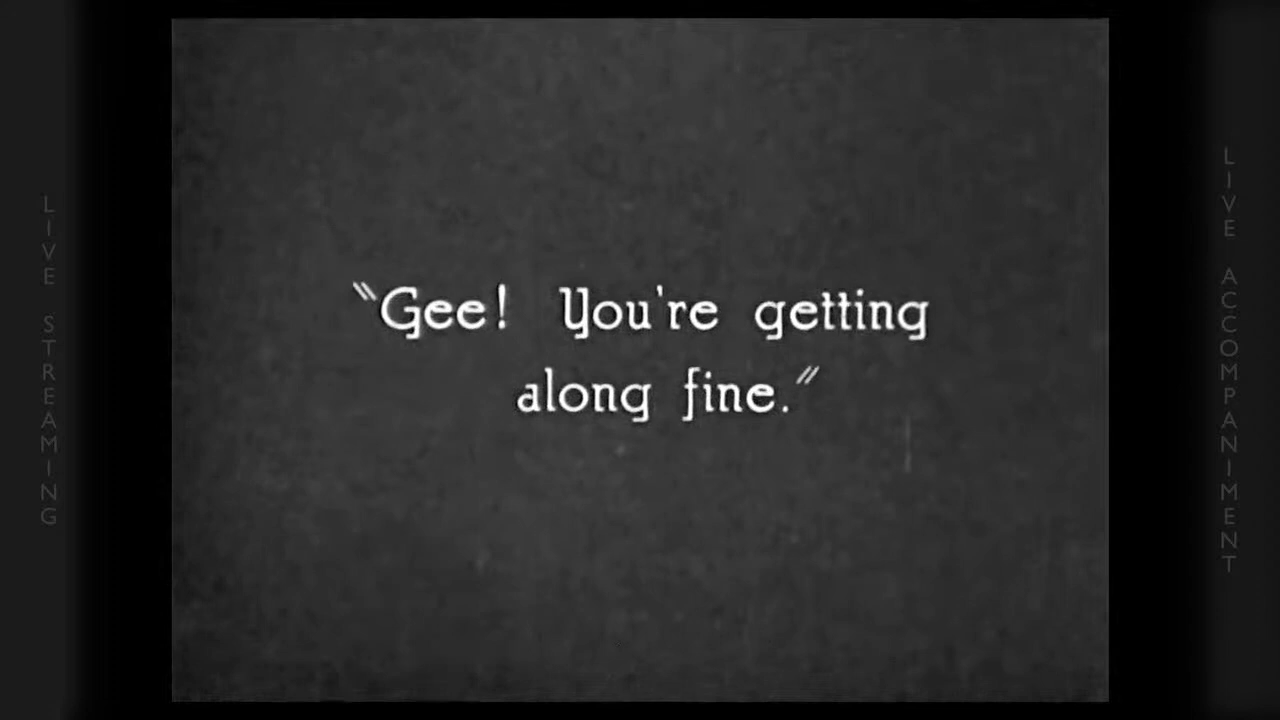 LIVE STREAMING
"Gee! You're getting
along fine."
LIVE ACCOMPANIMENT